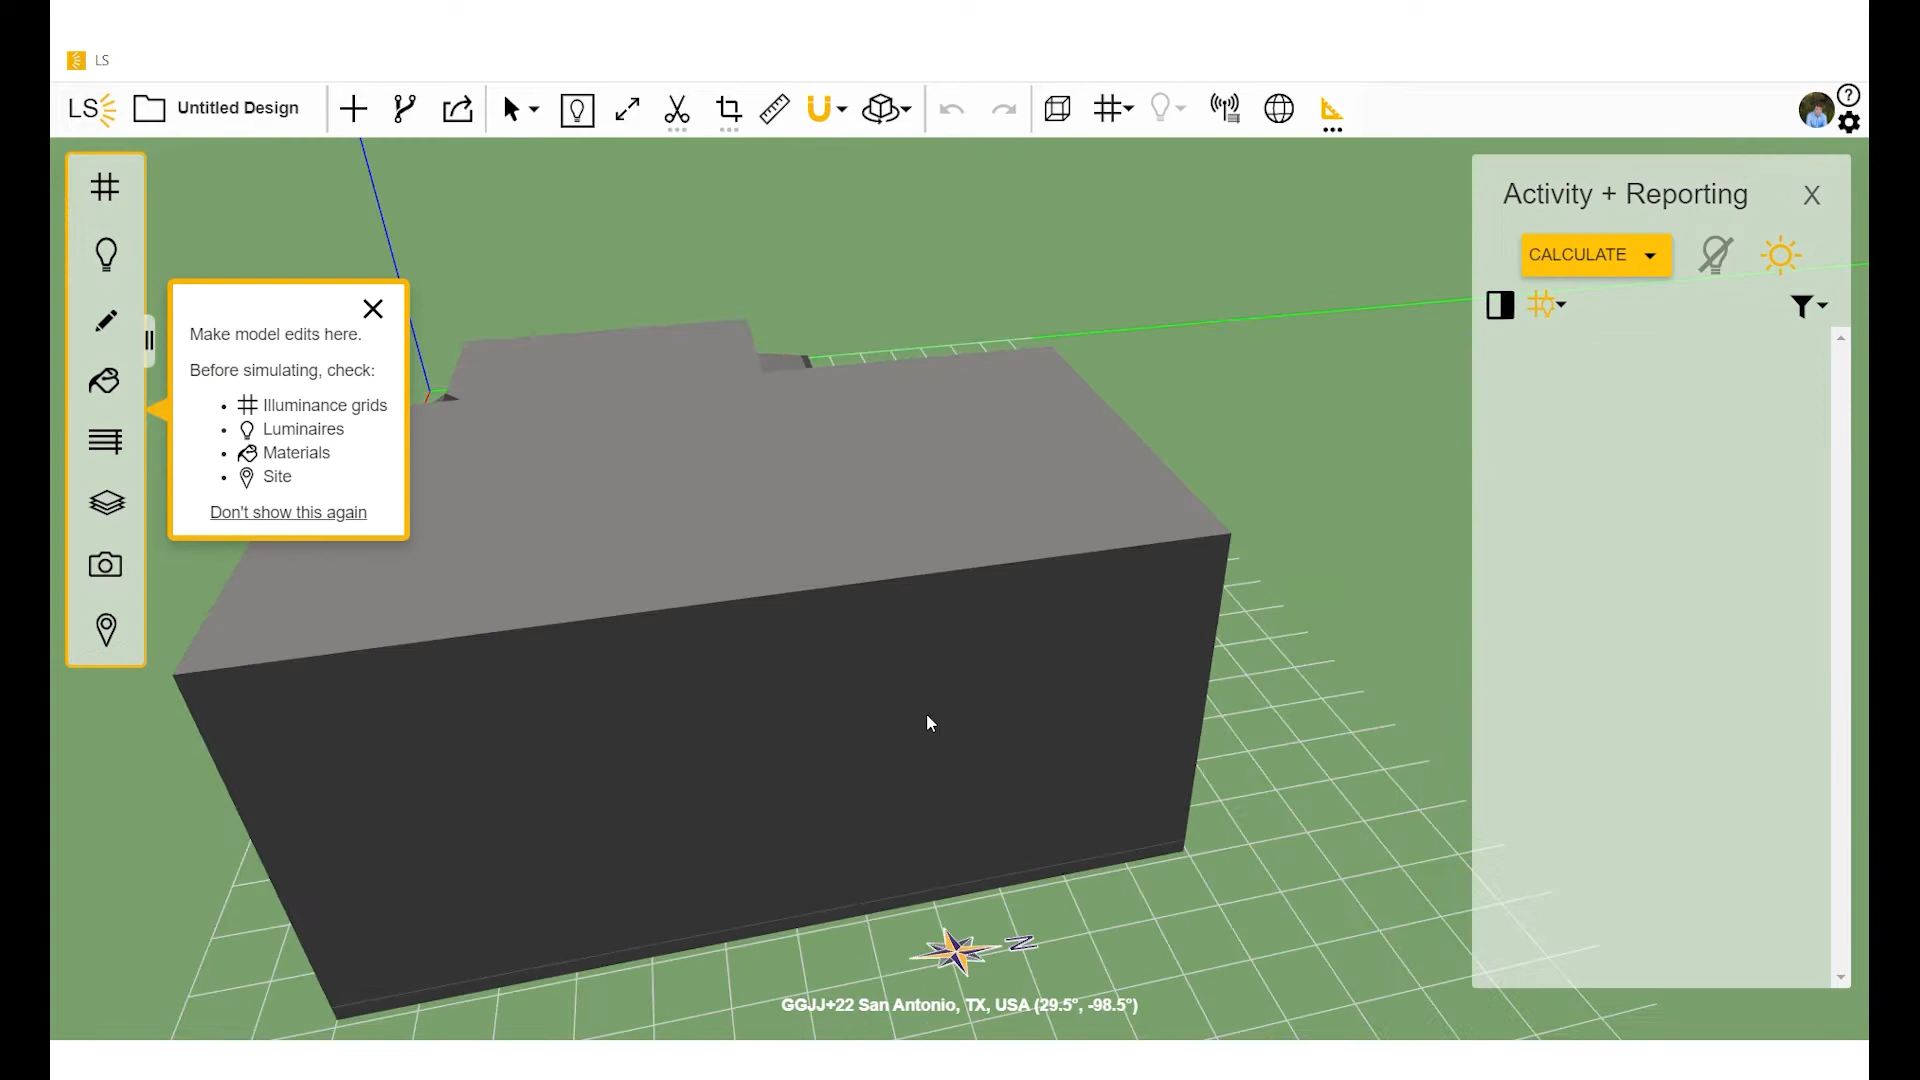 LS
LS
Untitled Design
?
Activity + Reporting
X
CALCULATE
Make model edits here.
Before simulating, check:
Illuminance grids
Luminaires
Materials
Site
Don't show this again
N
GGJJ+22 San Antonio, TX, USA (29.5°, -98.5°)